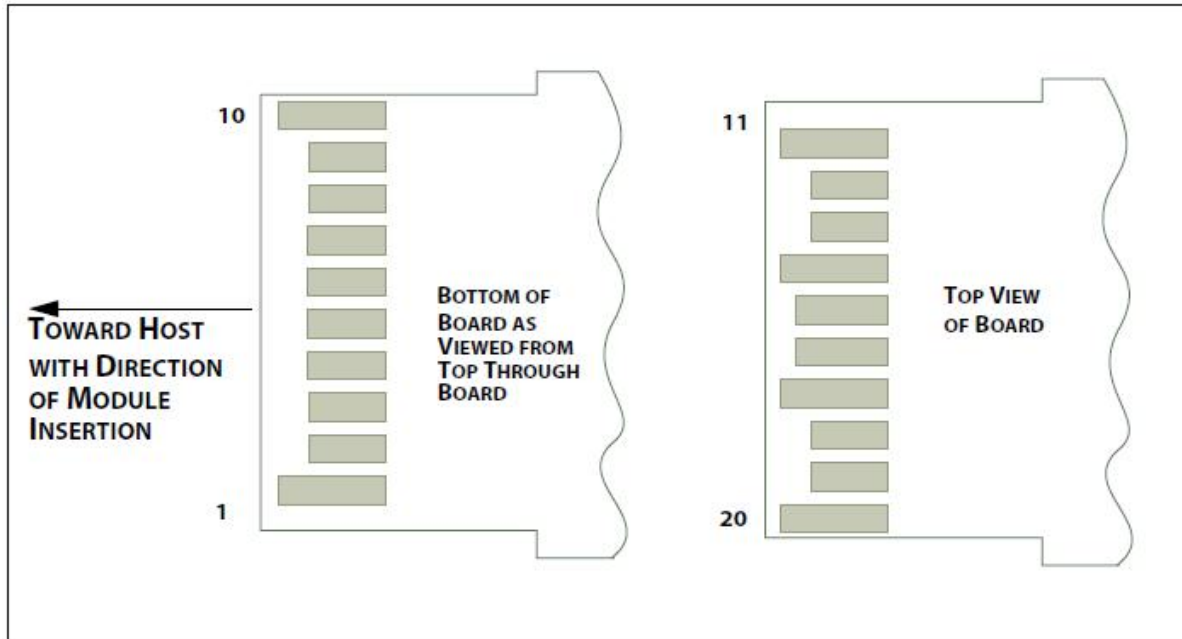 10
TOWARD HOST
WITH DIRECTION
OF MODULE
INSERTION
1
BOTTOM OF
BOARD AS
VIEWED FROM
TOP THROUGH
BOARD
11
TOP VIEW
OF BOARD
20